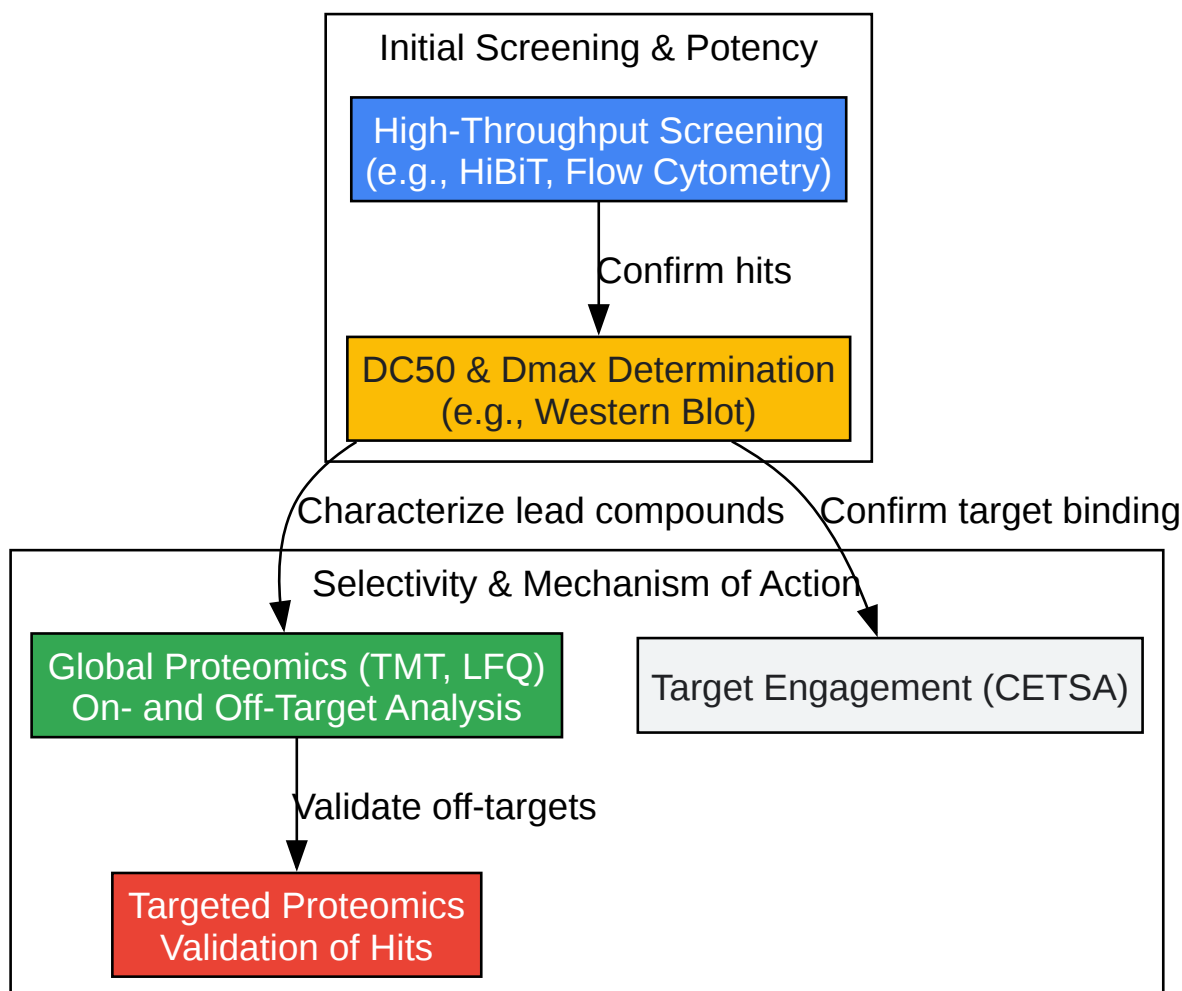 Initial Screening & Potency
High-Throughput Screening
(e.g., HiBiT, Flow Cytometry)
Confirm hits
DC50 & Dmax Determination
(e.g., Western Blot)
Characterize lead compounds
Confirm target binding
Selectivity & Mechanism of Action
Global Proteomics (TMT, LFQ)
On- and Off-Target Analysis
Target Engagement (CETSA)
Validate off-targets
Targeted Proteomics
Validation of Hits